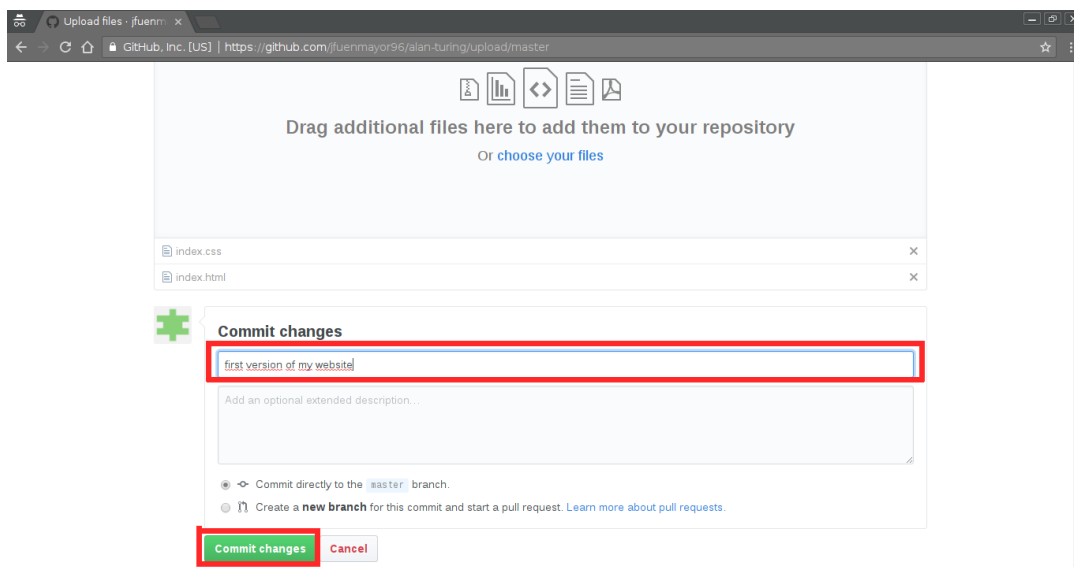 Upload files · jfuenm
GitHub, Inc. [US] | https://github.com/jfuenmayor96/alan-turing/upload/master
Drag additional files here to add them to your repository
Or choose your files
index.css
index.html
Commit changes
first version of my website
Add an optional extended description…
Commit directly to the master branch.
Create a new branch for this commit and start a pull request. Learn more about pull requests.
Commit changes Cancel